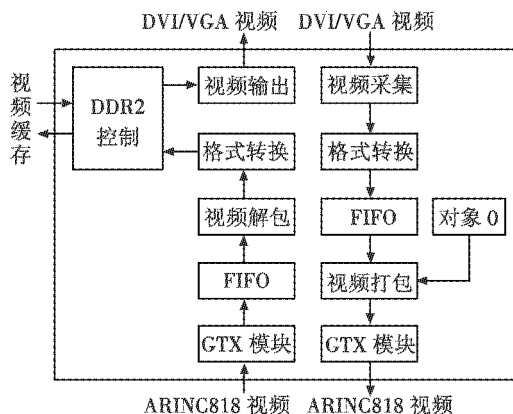 DVI/VGA 视频
DVI/VGA 视频
视频缓存
DDR2
控制
视频输出
视频采集
格式转换
格式转换
视频解包
FIFO
对象 0
FIFO
视频打包
GTX 模块
GTX 模块
ARINC818 视频
ARINC818 视频